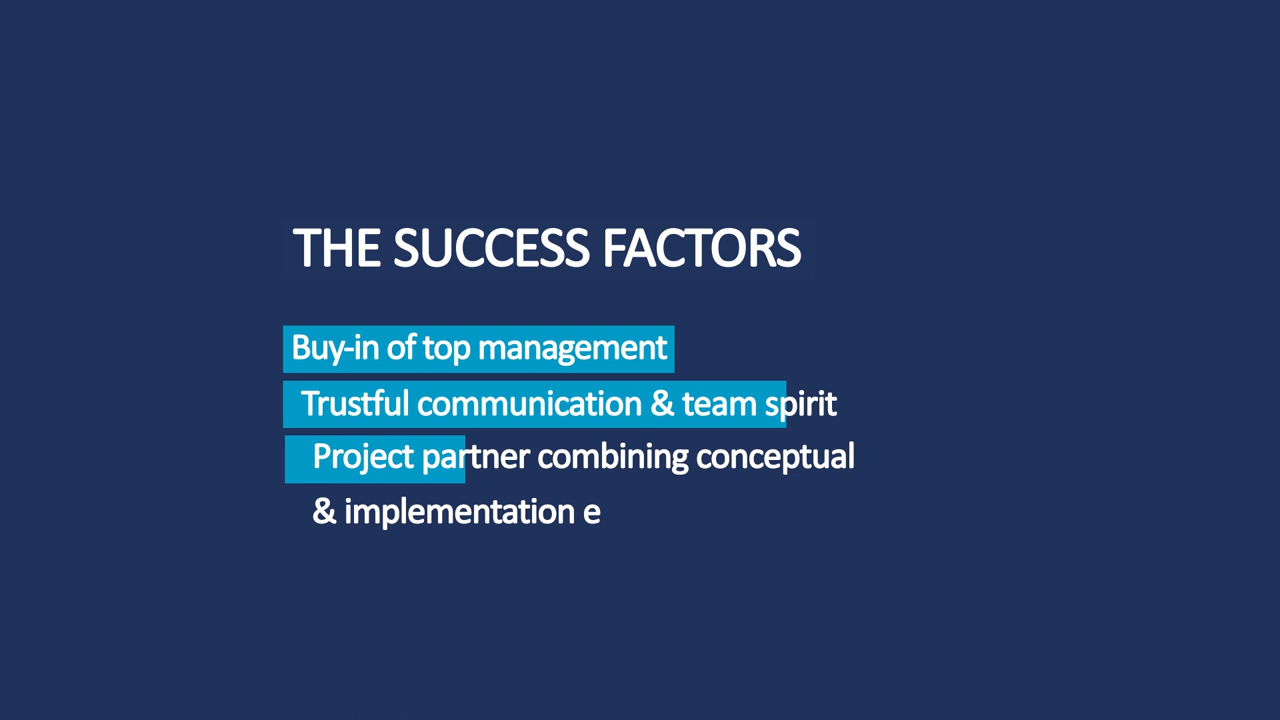 THE SUCCESS FACTORS
Buy-in of top management
Trustful communication & team spirit
Project partner combining conceptual
& implementation e